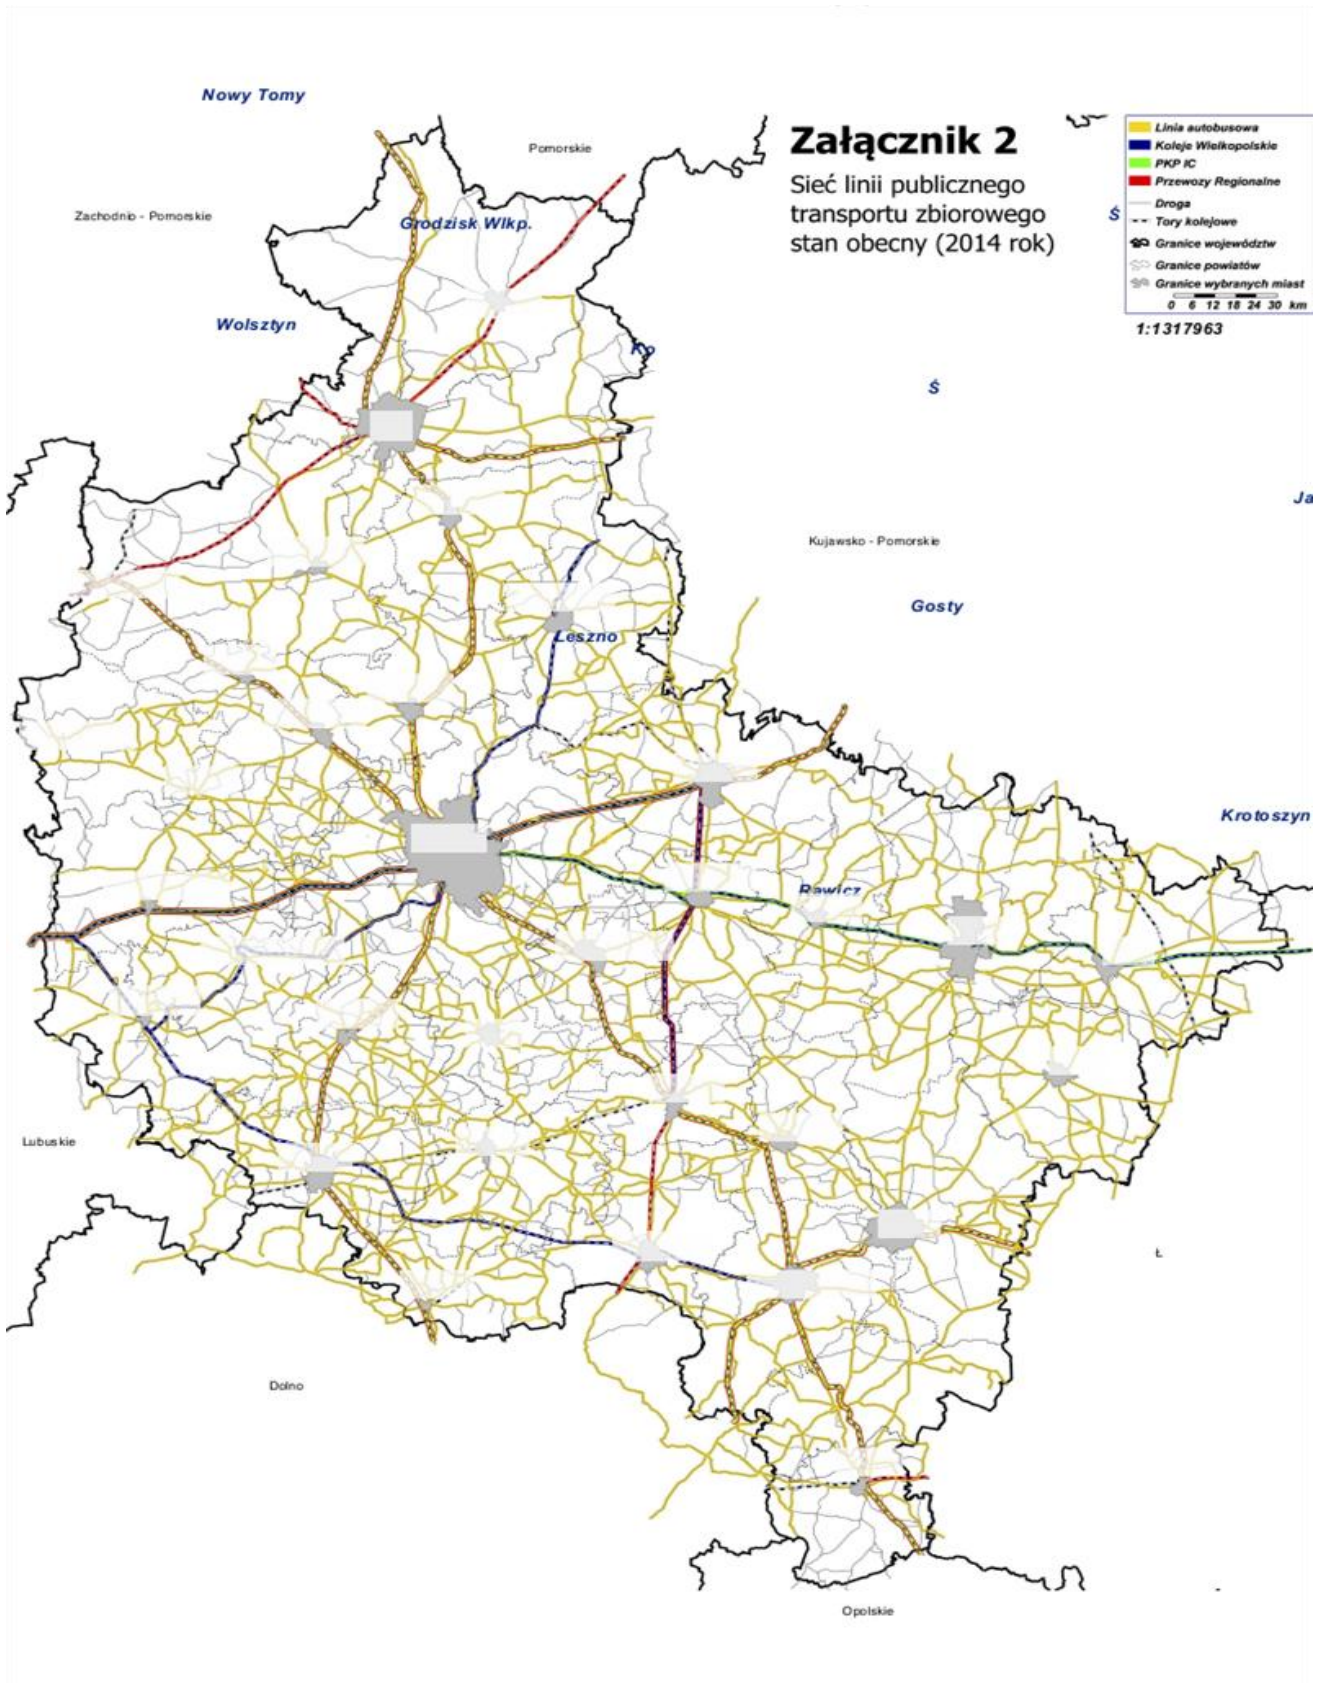 Nowy Tomy
Pomorskie
Załącznik 2
Sieć linii publicznego
transportu zbiorowego
stan obecny (2014 rok)
Linia autobusowa
Koleje Wielkopolskie
PKP IC
Przewozy Regionalne
Droga
Tory kolejowe
Granice województw
Granice powiatów
Granice wybranych miast
0 6 12 18 24 30 km
1:1317963
Zachodnio - Pomorskie
Grodzisk Wlkp.
Ś
Wolsztyn
Ko
Ś
Ja
Kujawsko - Pomorskie
Gosty
Leszno
Krotoszyn
Rawicz
Lubuskie
Ł
Dolno
Opolskie